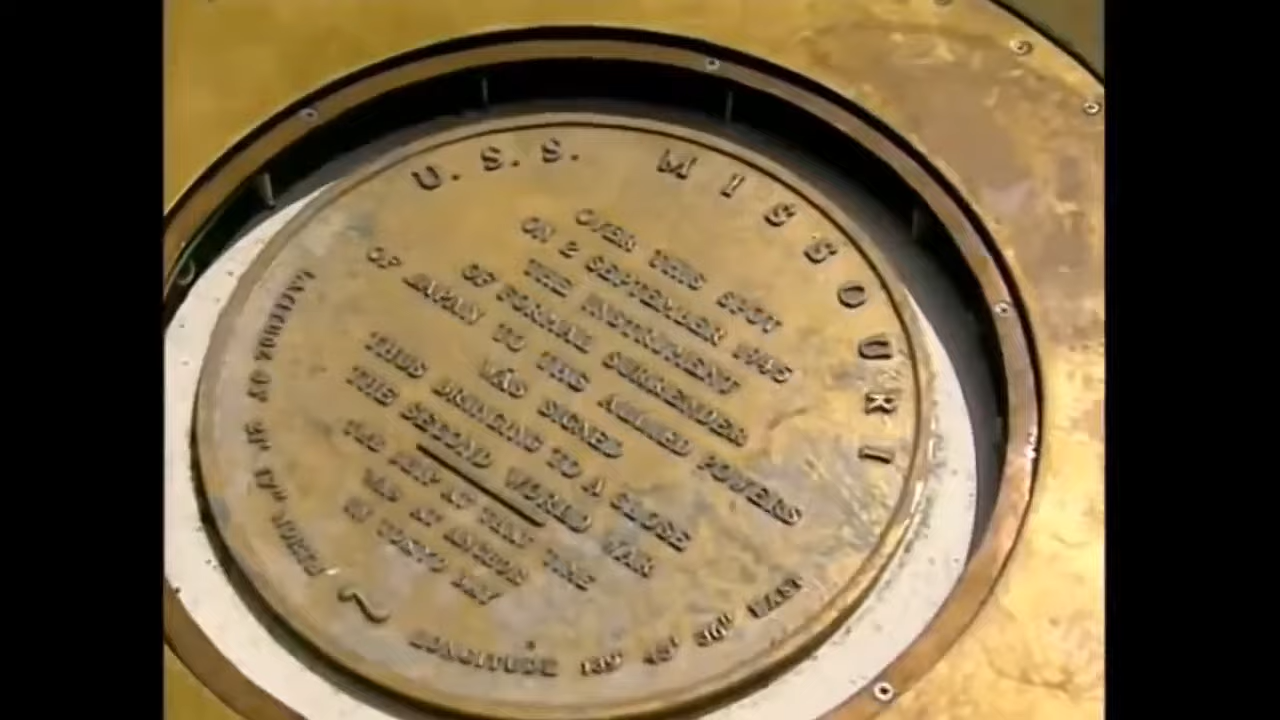 U.S.S. MISSOURI
OVER THIS SPOT
ON 2 SEPTEMBER 1945
THE INSTRUMENT
OF FORMAL SURRENDER
OF JAPAN TO THE ALLIED POWERS
WAS SIGNED
THUS BRINGING TO A CLOSE
THE SECOND WORLD WAR
THE SHIP AT THAT TIME
WAS AT ANCHOR
IN TOKYO BAY
LATITUDE 35° 21' 17" NORTH ~ LONGITUDE 139° 45' 36" EAST